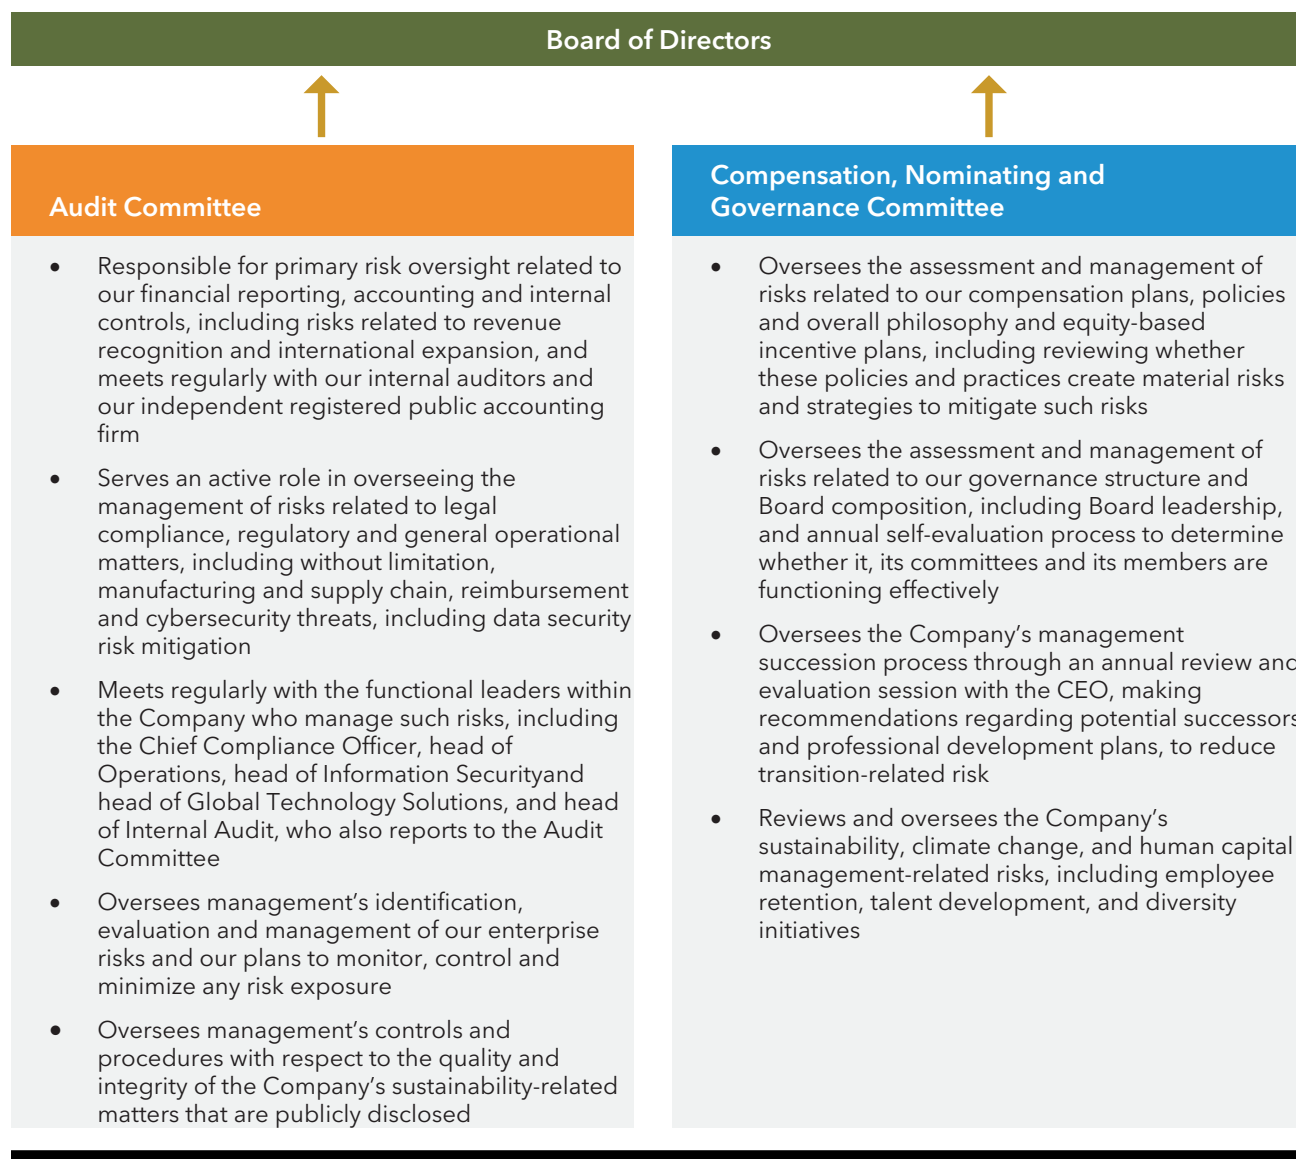 Board of Directors
Audit Committee
• Responsible for primary risk oversight related to
our financial reporting, accounting and internal
controls, including risks related to revenue
recognition and international expansion, and
meets regularly with our internal auditors and
our independent registered public accounting
firm
• Serves an active role in overseeing the
management of risks related to legal
compliance, regulatory and general operational
matters, including without limitation,
manufacturing and supply chain, reimbursement
and cybersecurity threats, including data security
risk mitigation
• Meets regularly with the functional leaders within
the Company who manage such risks, including
the Chief Compliance Officer, head of
Operations, head of Information Securityand
head of Global Technology Solutions, and head
of Internal Audit, who also reports to the Audit
Committee
• Oversees management’s identification,
evaluation and management of our enterprise
risks and our plans to monitor, control and
minimize any risk exposure
• Oversees management’s controls and
procedures with respect to the quality and
integrity of the Company’s sustainability-related
matters that are publicly disclosed
Compensation, Nominating and
Governance Committee
• Oversees the assessment and management of
risks related to our compensation plans, policies
and overall philosophy and equity-based
incentive plans, including reviewing whether
these policies and practices create material risks
and strategies to mitigate such risks
• Oversees the assessment and management of
risks related to our governance structure and
Board composition, including Board leadership,
and annual self-evaluation process to determine
whether it, its committees and its members are
functioning effectively
• Oversees the Company’s management
succession process through an annual review and
evaluation session with the CEO, making
recommendations regarding potential successors
and professional development plans, to reduce
transition-related risk
• Reviews and oversees the Company’s
sustainability, climate change, and human capital
management-related risks, including employee
retention, talent development, and diversity
initiatives